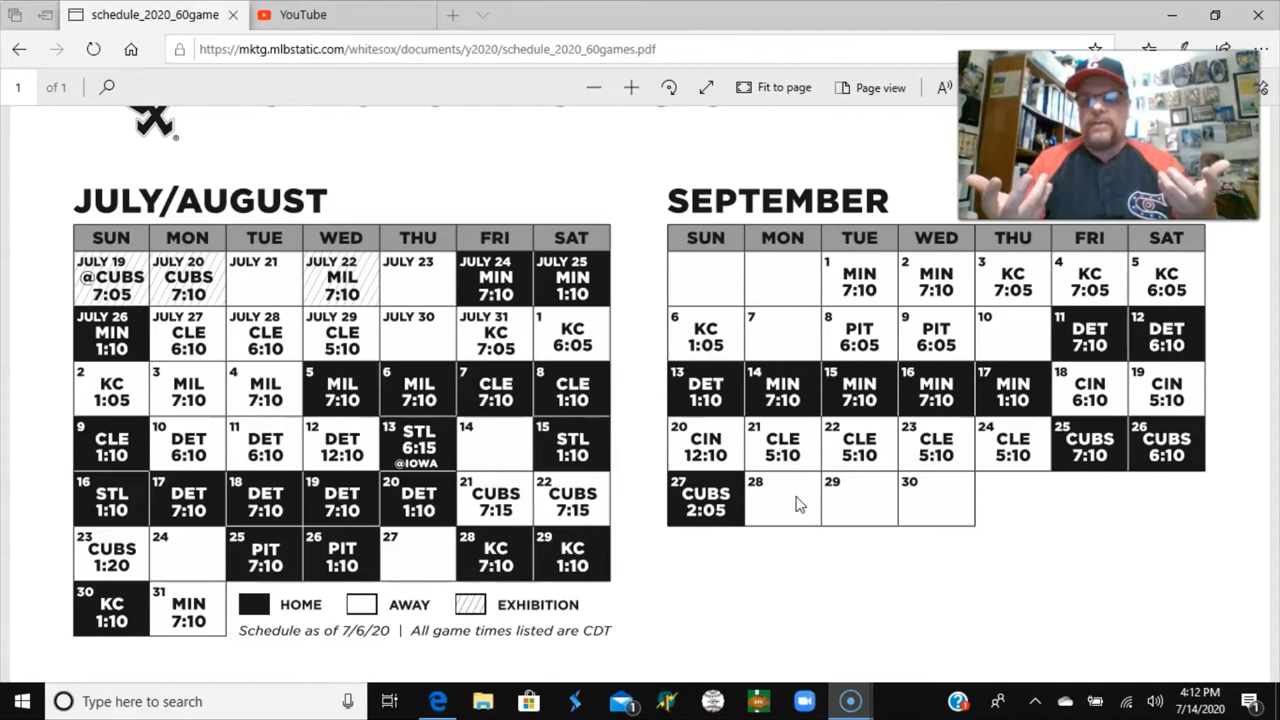 schedule_2020_60game
YouTube
https://mktg.mlbstatic.com/whitesox/documents/y2020/schedule_2020_60games.pdf
1 of 1
Fit to page
Page view
JULY/AUGUST
SUN MON TUE WED THU FRI SAT
JULY 19 JULY 20 JULY 21 JULY 22 JULY 23 JULY 24 JULY 25
@CUBS CUBS MIL MIN MIN
7:05 7:10 7:10 7:10 1:10
JULY 26 JULY 27 JULY 28 JULY 29 JULY 30 JULY 31 1
MIN CLE CLE CLE KC KC
1:10 6:10 6:10 5:10 7:05 6:05
2 3 4 5 6 7 8
KC MIL MIL MIL MIL CLE CLE
1:05 7:10 7:10 7:10 7:10 7:10 1:10
9 10 11 12 13 14 15
CLE DET DET DET STL STL
1:10 6:10 6:10 12:10 6:15 1:10
@IOWA
16 17 18 19 20 21 22
STL DET DET DET DET CUBS CUBS
1:10 7:10 7:10 7:10 1:10 7:15 7:15
23 24 25 26 27 28 29
CUBS PIT PIT KC KC
1:20 7:10 1:10 7:10 1:10
30 31
KC MIN
1:10 7:10
HOME AWAY EXHIBITION
Schedule as of 7/6/20 | All game times listed are CDT
SEPTEMBER
SUN MON TUE WED THU FRI SAT
1 2 3 4 5
MIN MIN KC KC KC
7:10 7:10 7:05 7:05 6:05
6 7 8 9 10 11 12
KC PIT PIT DET DET
1:05 6:05 6:05 7:10 6:10
13 14 15 16 17 18 19
DET MIN MIN MIN MIN CIN CIN
1:10 7:10 7:10 7:10 1:10 6:10 5:10
20 21 22 23 24 25 26
CIN CLE CLE CLE CLE CUBS CUBS
12:10 5:10 5:10 5:10 5:10 7:10 6:10
27 28 29 30
CUBS
2:05
Type here to search
4:12 PM
7/14/2020